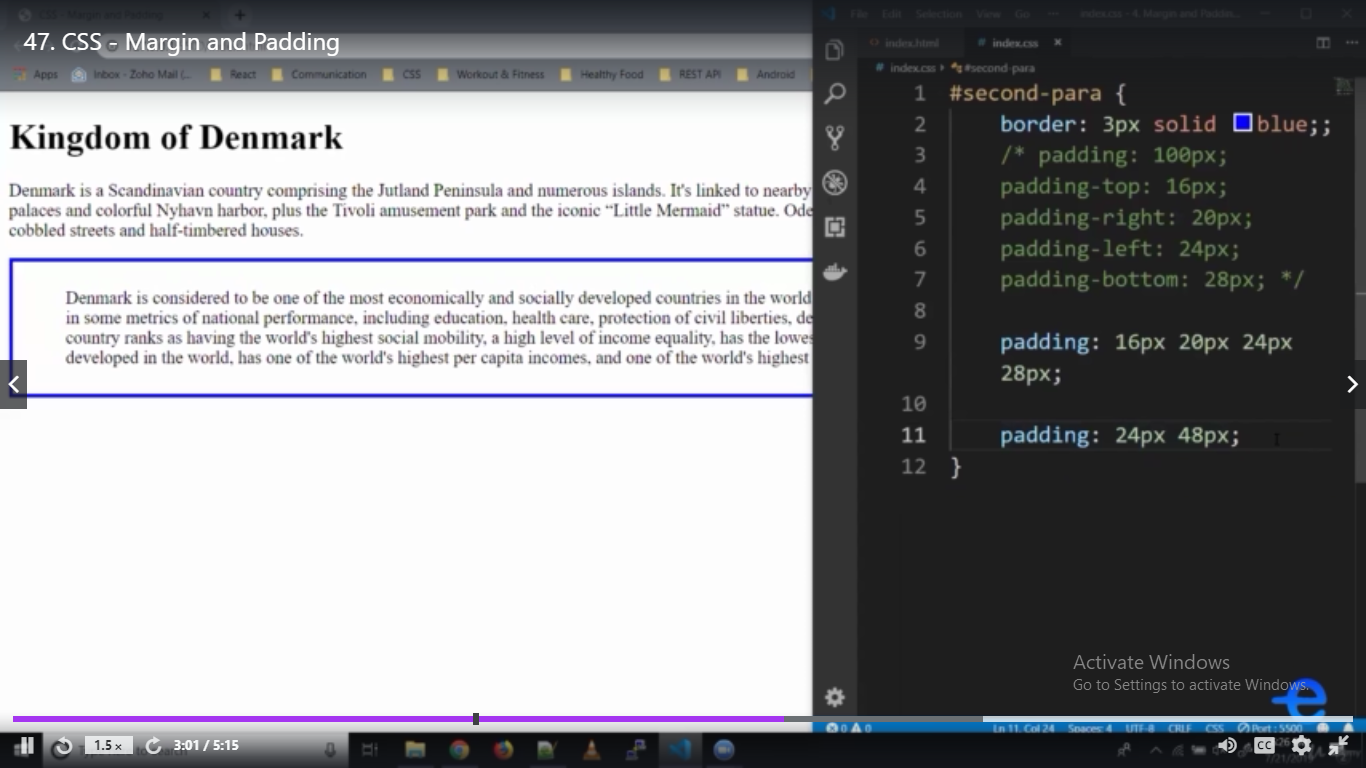 CSS - Margin and Padding
47. CSS - Margin and Padding
Apps Inbox - Zoho Mail (... React Communication CSS Workout & Fitness Healthy Food REST API Android
Kingdom of Denmark
Denmark is a Scandinavian country comprising the Jutland Peninsula and numerous islands. It's linked to nearby
palaces and colorful Nyhavn harbor, plus the Tivoli amusement park and the iconic “Little Mermaid” statue. Ode
cobbled streets and half-timbered houses.
Denmark is considered to be one of the most economically and socially developed countries in the world
in some metrics of national performance, including education, health care, protection of civil liberties, de
country ranks as having the world's highest social mobility, a high level of income equality, has the lowes
developed in the world, has one of the world's highest per capita incomes, and one of the world's highest
File Edit Selection View Go ... index.css - 4. Margin and Paddin...
index.html # index.css ×
# index.css › #second-para
1 #second-para {
2 border: 3px solid blue;;
3 /* padding: 100px;
4 padding-top: 16px;
5 padding-right: 20px;
6 padding-left: 24px;
7 padding-bottom: 28px; */
8
9 padding: 16px 20px 24px
28px;
10
11 padding: 24px 48px;
12 }
Activate Windows
Go to Settings to activate Windows.
0 0 Ln 11, Col 24 Spaces: 4 UTF-8 CRLF CSS Port : 5500
1.5 x 3:01 / 5:15 CC